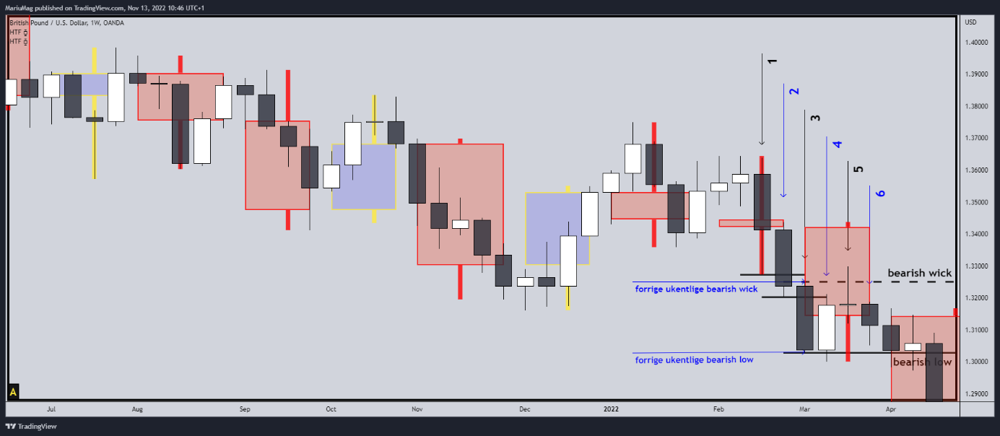 MariuMag published on TradingView.com, Nov 13, 2022 10:46 UTC+1
British Pound / U.S. Dollar, 1W, OANDA
HTF
HTF
USD
1.40000
1.39000
1.38000
1.37000
1.36000
1.35000
1.34000
1.33000
1.32000
1.31000
1.30000
1.29000
1
2
3
4
5
6
bearish wick
forrige ukentlige bearish wick
forrige ukentlige bearish low
bearish low
A
Jul Aug Sep Oct Nov Dec 2022 Feb Mar Apr
TradingView